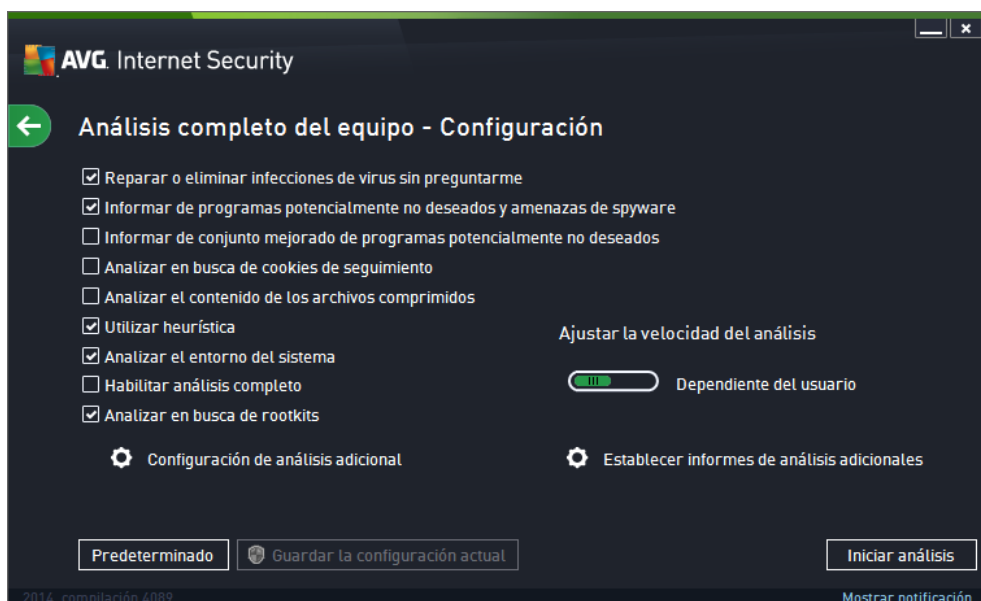 AVG. Internet Security
Análisis completo del equipo - Configuración
Reparar o eliminar infecciones de virus sin preguntarme
Informar de programas potencialmente no deseados y amenazas de spyware
Informar de conjunto mejorado de programas potencialmente no deseados
Analizar en busca de cookies de seguimiento
Analizar el contenido de los archivos comprimidos
Utilizar heurística
Analizar el entorno del sistema
Habilitar análisis completo
Analizar en busca de rootkits
Ajustar la velocidad del análisis
Dependiente del usuario
Configuración de análisis adicional
Establecer informes de análisis adicionales
Predeterminado
Guardar la configuración actual
Iniciar análisis
2014, compilación 4089
Mostrar notificación